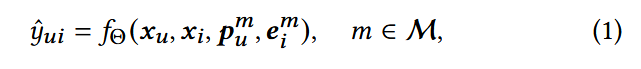 ŷ_{ui} = f_Θ(x_u, x_i, p_u^m, e_i^m),  m ∈ ℳ,  (1)